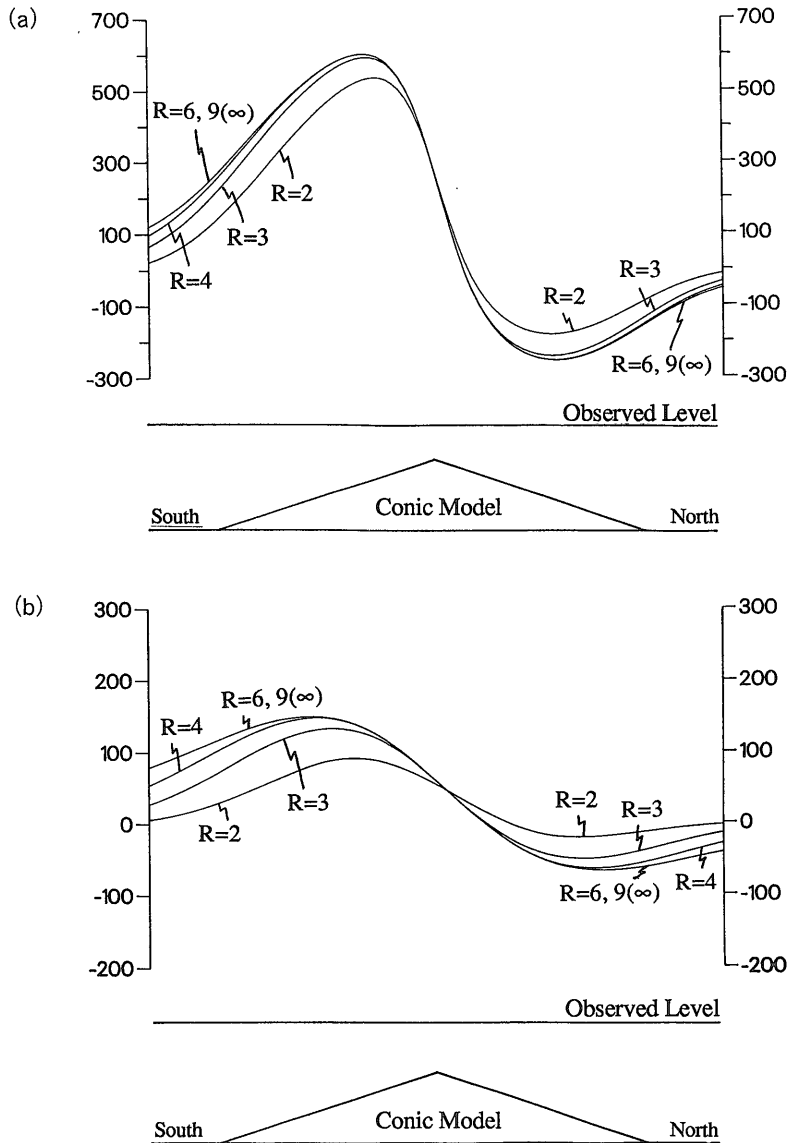 (a)
700
500
300
100
-100
-300
700
500
300
100
-100
-300
R=6, 9(∞)
R=2
R=3
R=4
R=3
R=2
R=6, 9(∞)
Observed Level
Conic Model
South
North
(b)
300
200
100
0
-100
-200
300
200
100
0
-100
-200
R=6, 9(∞)
R=4
R=3
R=2
R=2
R=3
R=4
R=6, 9(∞)
Observed Level
Conic Model
South
North